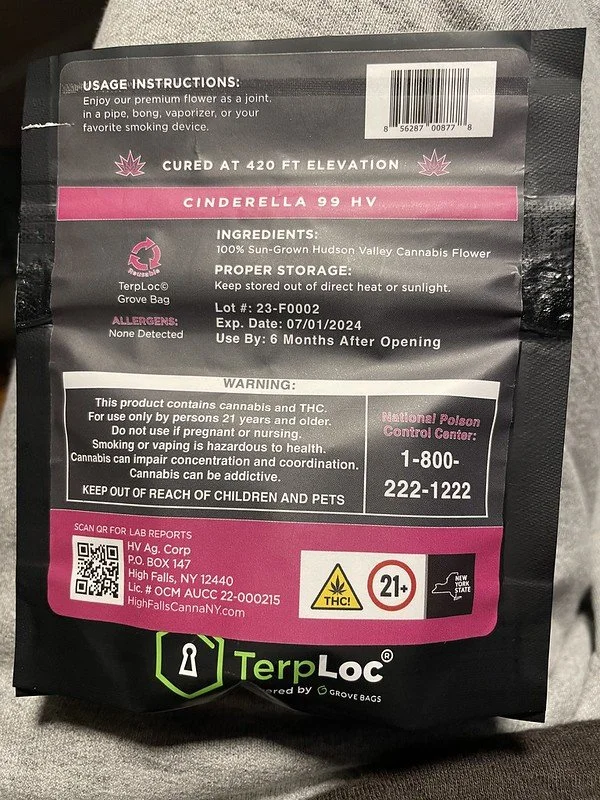 USAGE INSTRUCTIONS:
Enjoy our premium flower as a joint.
in a pipe, bong, vaporizer, or your
favorite smoking device.
8 56287 00877 8
CURED AT 420 FT ELEVATION
CINDERELLA 99 HV
Reusable
TerpLoc©
Grove Bag
ALLERGENS:
None Detected
INGREDIENTS:
100% Sun-Grown Hudson Valley Cannabis Flower
PROPER STORAGE:
Keep stored out of direct heat or sunlight.
Lot #: 23-F0002
Exp. Date: 07/01/2024
Use By: 6 Months After Opening
WARNING:
This product contains cannabis and THC.
For use only by persons 21 years and older.
Do not use if pregnant or nursing.
Smoking or vaping is hazardous to health.
Cannabis can impair concentration and coordination.
Cannabis can be addictive.
KEEP OUT OF REACH OF CHILDREN AND PETS
National Poison
Control Center:
1-800-
222-1222
SCAN QR FOR LAB REPORTS
HV Ag. Corp
P.O. BOX 147
High Falls, NY 12440
Lic. # OCM AUCC 22-000215
HighFallsCannaNY.com
THC!
21+
NEW
YORK
STATE
TerpLoc®
ered by GROVE BAGS